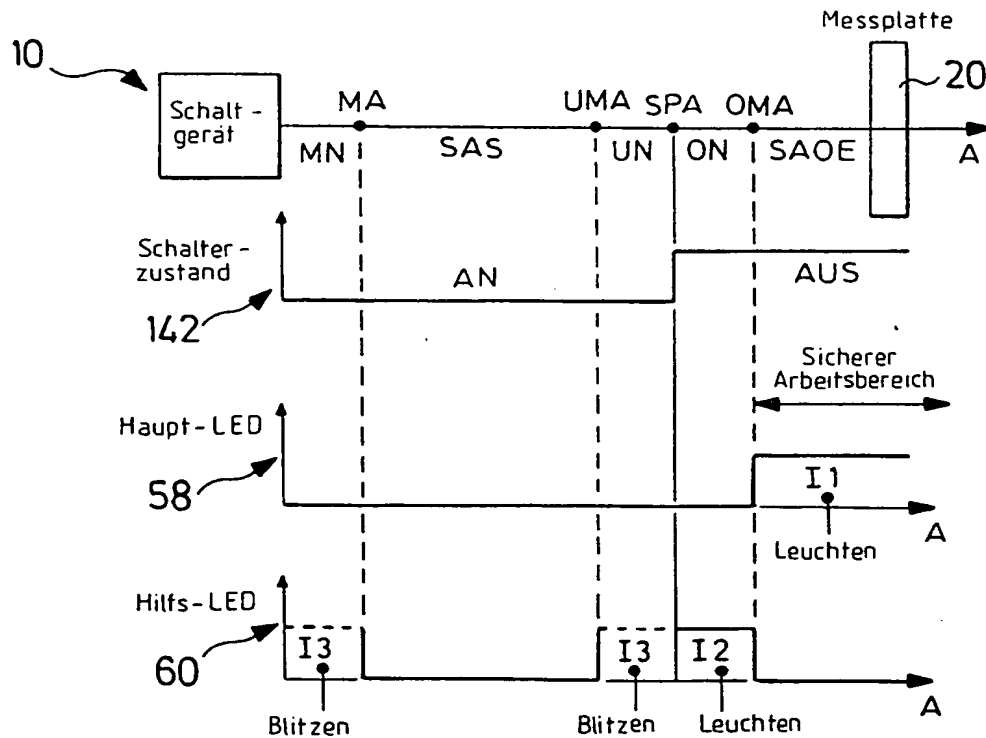 Messplatte
10
20
Schalt-
gerät
MA
UMA
SPA
OMA
MN
SAS
UN
ON
SAOE
A
Schalter-
zustand
AN
AUS
142
Sicherer
Arbeitsbereich
Haupt-LED
58
I1
A
Leuchten
Hilfs-LED
60
I3
I3
I2
A
Blitzen
Blitzen
Leuchten